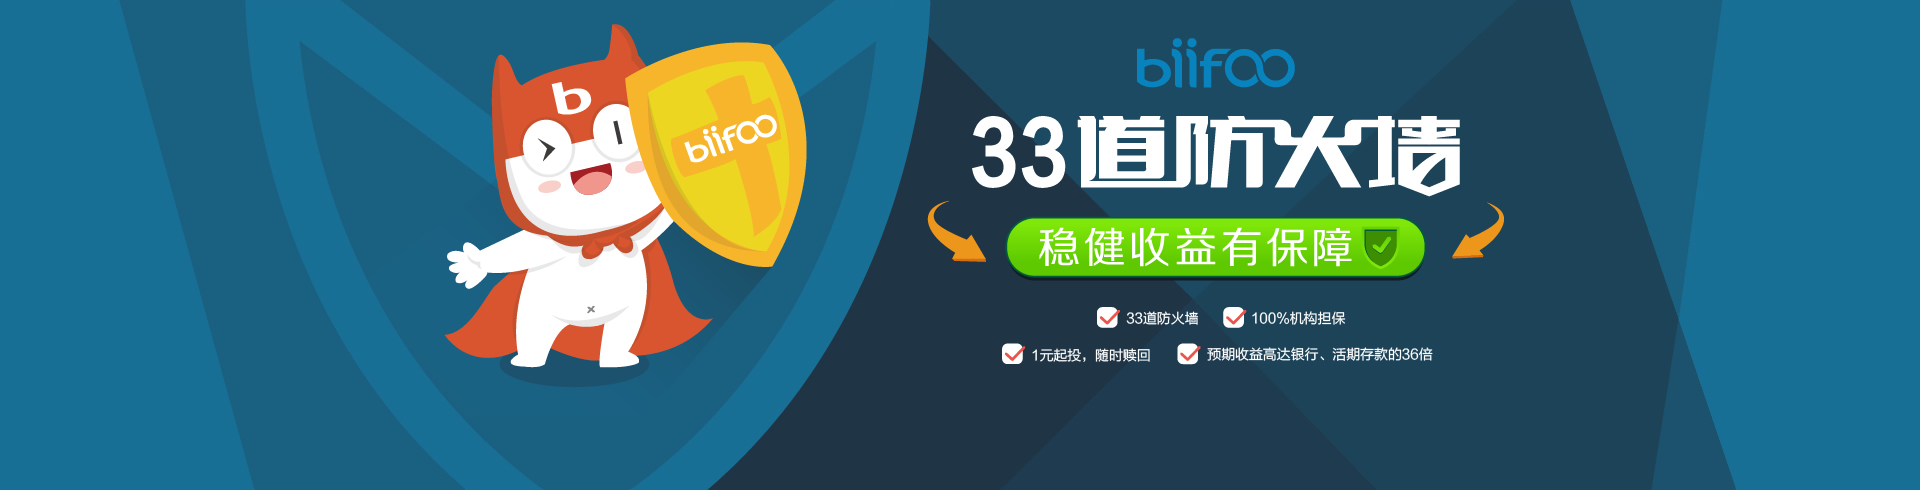 b
biifoo
biifoo
33道防火墙
稳健收益有保障
33道防火墙 100%机构担保
1元起投，随时赎回 预期收益高达银行、活期存款的36倍